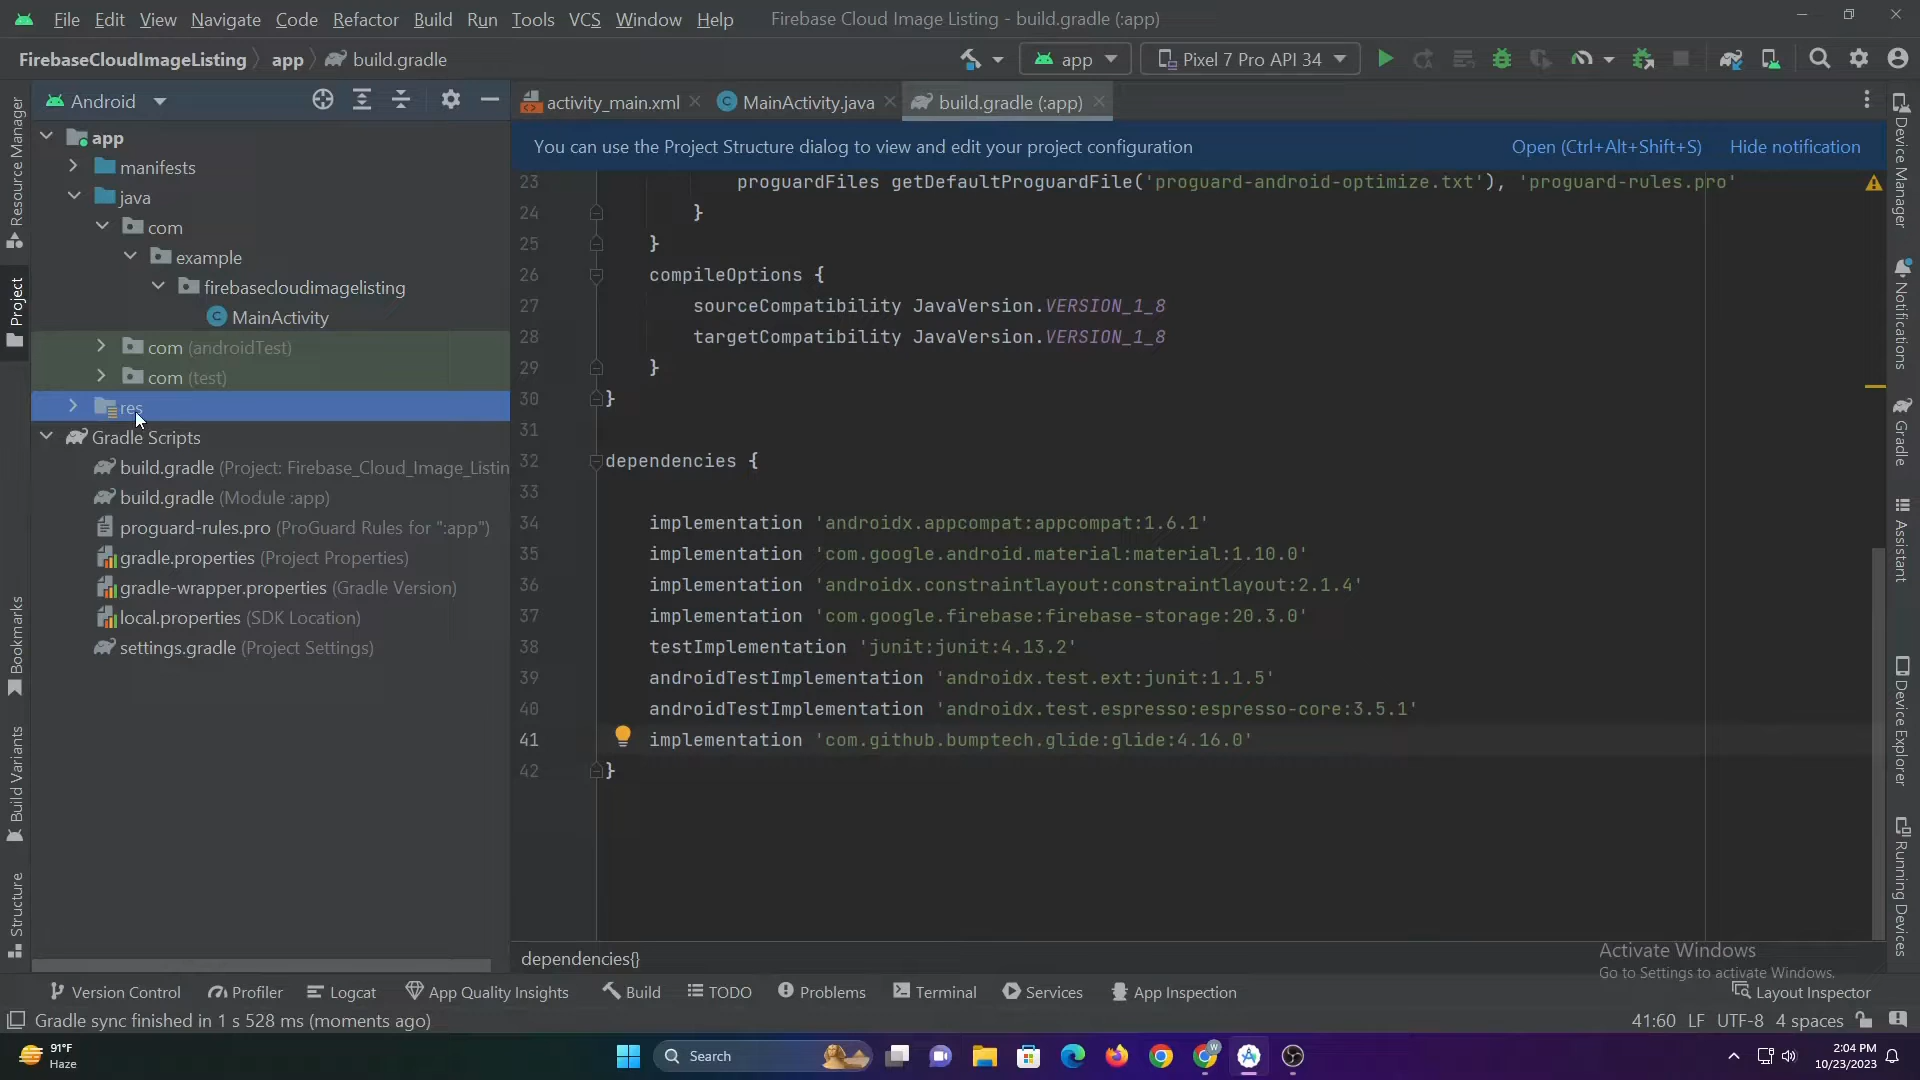 File Edit View Navigate Code Refactor Build Run Tools VCS Window Help Firebase Cloud Image Listing - build.gradle (:app)
FirebaseCloudImageListing app build.gradle app Pixel 7 Pro API 34
Android
activity_main.xml MainActivity.java build.gradle (:app)
You can use the Project Structure dialog to view and edit your project configuration Open (Ctrl+Alt+Shift+S) Hide notification
Resource Manager
Project
Bookmarks
Build Variants
Structure
app
manifests
java
com
example
firebasecloudimagelisting
MainActivity
com (androidTest)
com (test)
res
Gradle Scripts
build.gradle (Project: Firebase_Cloud_Image_Listin
build.gradle (Module :app)
proguard-rules.pro (ProGuard Rules for ":app")
gradle.properties (Project Properties)
gradle-wrapper.properties (Gradle Version)
local.properties (SDK Location)
settings.gradle (Project Settings)
23 proguardFiles getDefaultProguardFile('proguard-android-optimize.txt'), 'proguard-rules.pro'
24 }
25 }
26 compileOptions {
27 sourceCompatibility JavaVersion.VERSION_1_8
28 targetCompatibility JavaVersion.VERSION_1_8
29 }
30 }
31
32 dependencies {
33
34 implementation 'androidx.appcompat:appcompat:1.6.1'
35 implementation 'com.google.android.material:material:1.10.0'
36 implementation 'androidx.constraintlayout:constraintlayout:2.1.4'
37 implementation 'com.google.firebase:firebase-storage:20.3.0'
38 testImplementation 'junit:junit:4.13.2'
39 androidTestImplementation 'androidx.test.ext:junit:1.1.5'
40 androidTestImplementation 'androidx.test.espresso:espresso-core:3.5.1'
41 implementation 'com.github.bumptech.glide:glide:4.16.0'
42 }
dependencies{}
Device Manager
Notifications
Gradle
Assistant
Device Explorer
Running Devices
Activate Windows
Go to Settings to activate Windows.
Version Control Profiler Logcat App Quality Insights Build TODO Problems Terminal Services App Inspection Layout Inspector
Gradle sync finished in 1 s 528 ms (moments ago) 41:60 LF UTF-8 4 spaces
91°F
Haze
Search
W
2:04 PM
10/23/2023